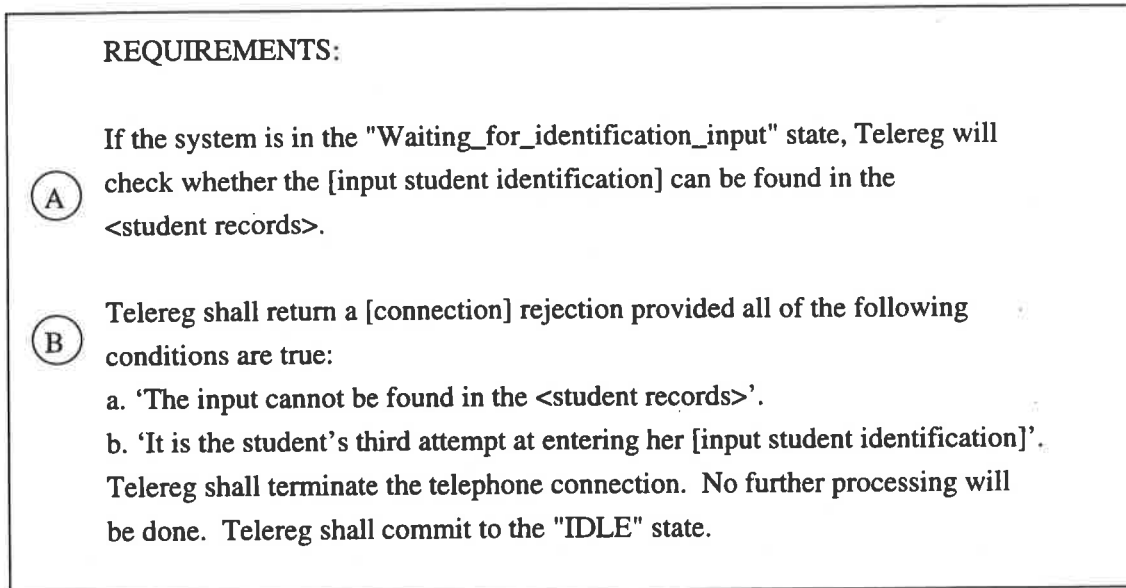 REQUIREMENTS:
If the system is in the "Waiting_for_identification_input" state, Telereg will
A
check whether the [input student identification] can be found in the
<student records>.
Telereg shall return a [connection] rejection provided all of the following
B
conditions are true:
a. ‘The input cannot be found in the <student records>’.
b. ‘It is the student’s third attempt at entering her [input student identification]’.
Telereg shall terminate the telephone connection.  No further processing will
be done.  Telereg shall commit to the "IDLE" state.